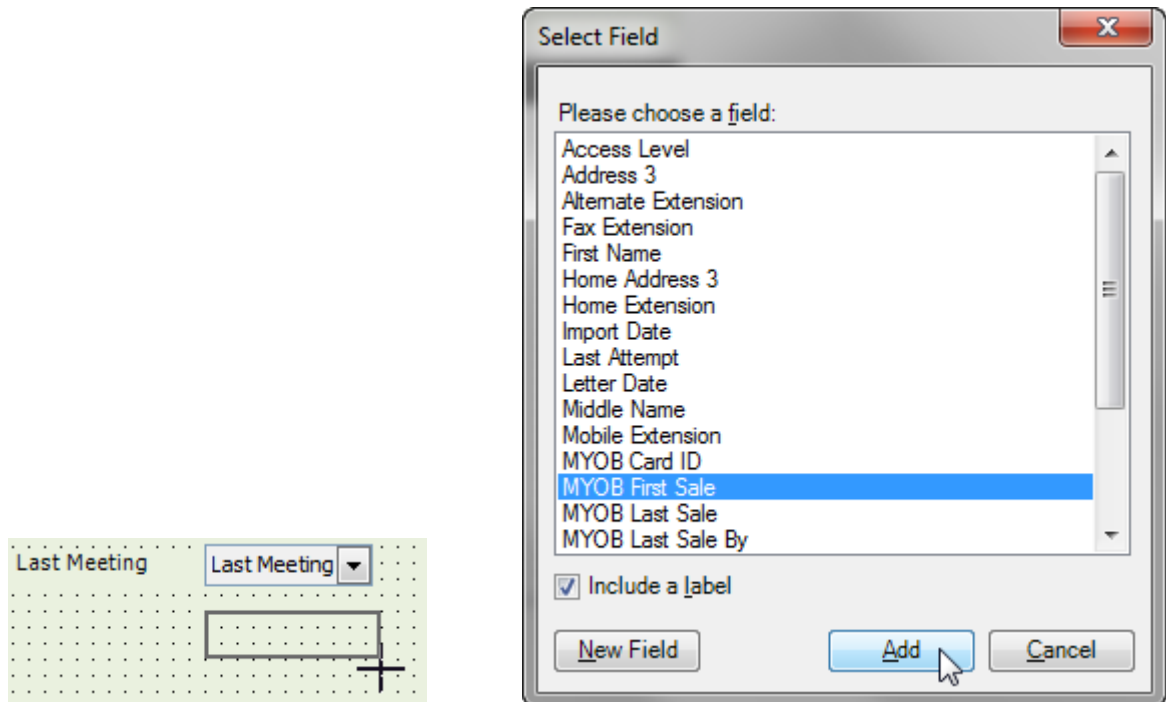 Select Field
Please choose a field:
Access Level
Address 3
Alternate Extension
Fax Extension
First Name
Home Address 3
Home Extension
Import Date
Last Attempt
Letter Date
Middle Name
Mobile Extension
MYOB Card ID
MYOB First Sale
MYOB Last Sale
MYOB Last Sale By
Include a label
New Field Add Cancel
Last Meeting Last Meeting